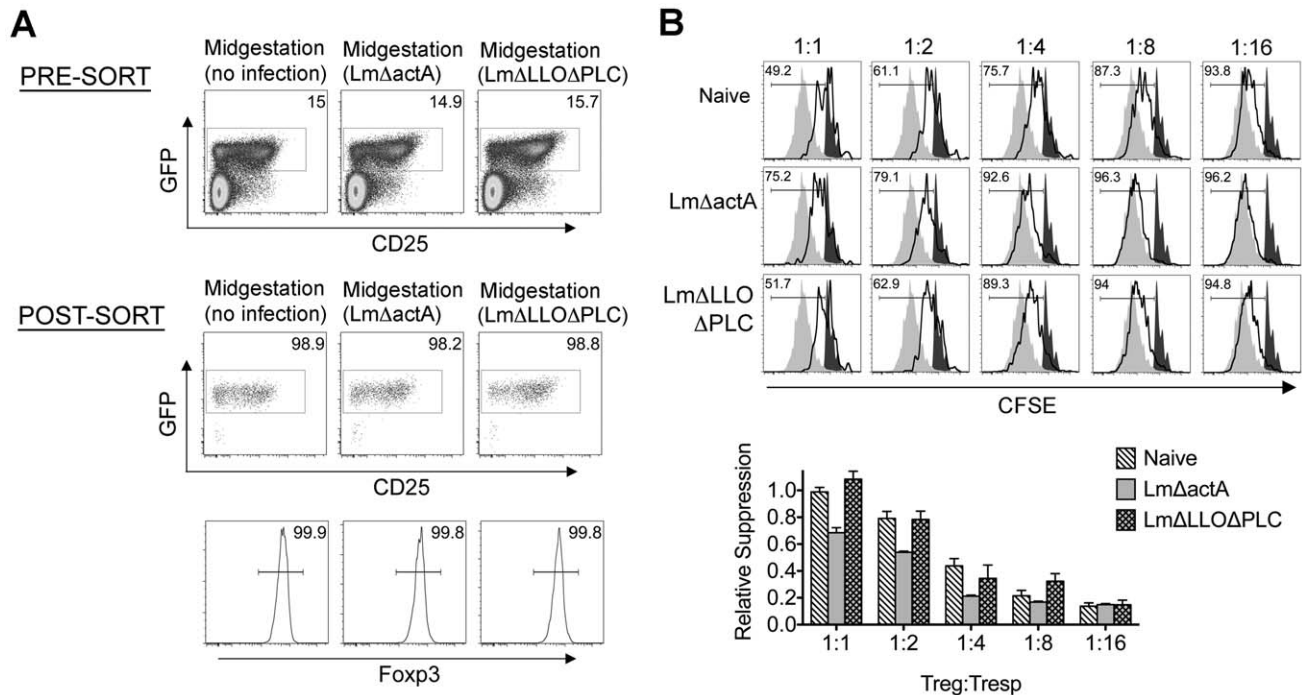 A
PRE-SORT
Midgestation (no infection)
Midgestation (LmΔactA)
Midgestation (LmΔLLOΔPLC)
15
14.9
15.7
GFP
CD25
POST-SORT
Midgestation (no infection)
Midgestation (LmΔactA)
Midgestation (LmΔLLOΔPLC)
98.9
98.2
98.8
GFP
CD25
99.9
99.8
99.8
Foxp3
B
1:1 1:2 1:4 1:8 1:16
Naive
49.2 61.1 75.7 87.3 93.8
LmΔactA
75.2 79.1 92.6 96.3 96.2
LmΔLLO
ΔPLC
51.7 62.9 89.3 94 94.8
CFSE
Relative Suppression
1.0
0.8
0.6
0.4
0.2
0.0
1:1 1:2 1:4 1:8 1:16
Treg:Tresp
Naive
LmΔactA
LmΔLLOΔPLC